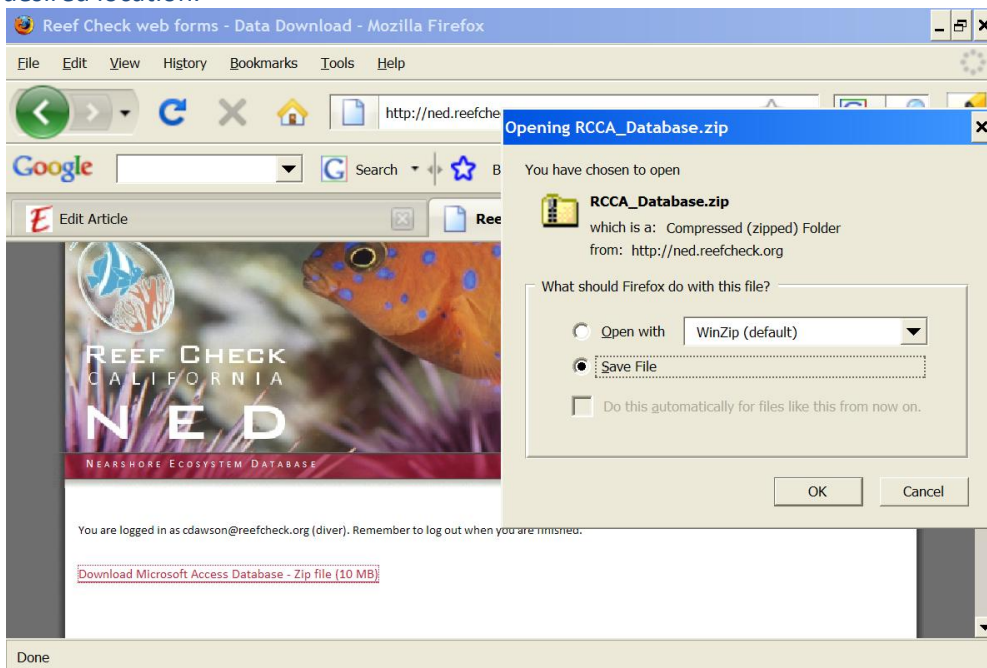 desired location.
Reef Check web forms - Data Download - Mozilla Firefox
File Edit View History Bookmarks Tools Help
http://ned.reefche
Google
Search
B
Edit Article
Ree
REEF CHECK
CALIFORNIA
NED
NEARSHORE ECOSYSTEM DATABASE
You are logged in as cdawson@reefcheck.org (diver). Remember to log out when you are finished.
Download Microsoft Access Database - Zip file (10 MB)
Done
Opening RCCA_Database.zip
You have chosen to open
RCCA_Database.zip
which is a: Compressed (zipped) Folder
from: http://ned.reefcheck.org
What should Firefox do with this file?
Open with WinZip (default)
Save File
Do this automatically for files like this from now on.
OK Cancel